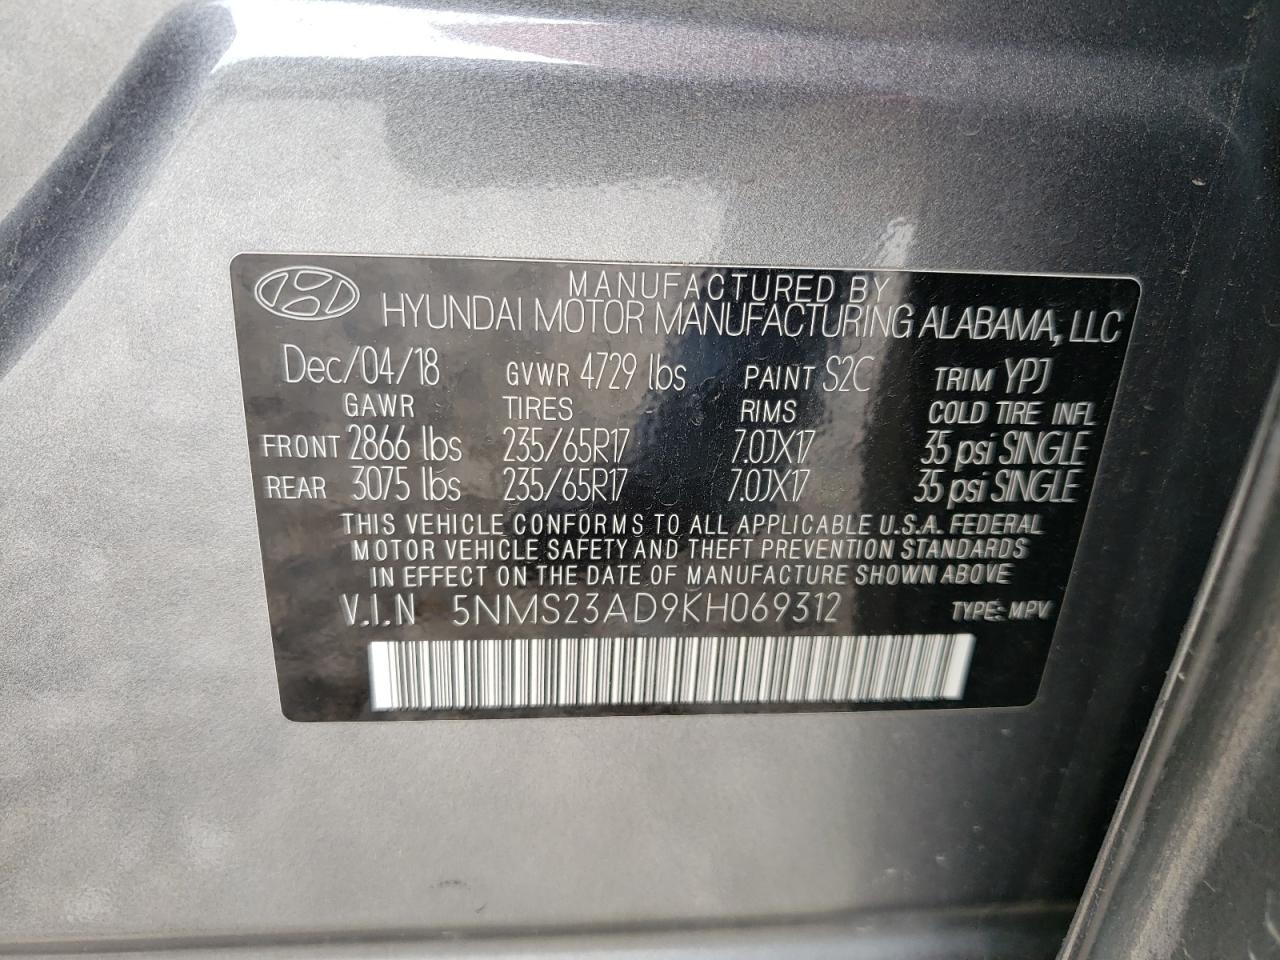 MANUFACTURED BY
HYUNDAI MOTOR MANUFACTURING ALABAMA, LLC
Dec/04/18 GVWR 4729 lbs PAINT S2C TRIM YPJ
GAWR TIRES RIMS COLD TIRE INFL
FRONT 2866 lbs 235/65R17 7.0JX17 35 psi SINGLE
REAR 3075 lbs 235/65R17 7.0JX17 35 psi SINGLE
THIS VEHICLE CONFORMS TO ALL APPLICABLE U.S.A. FEDERAL
MOTOR VEHICLE SAFETY AND THEFT PREVENTION STANDARDS
IN EFFECT ON THE DATE OF MANUFACTURE SHOWN ABOVE
V.I.N 5NMS23AD9KH069312 TYPE: MPV